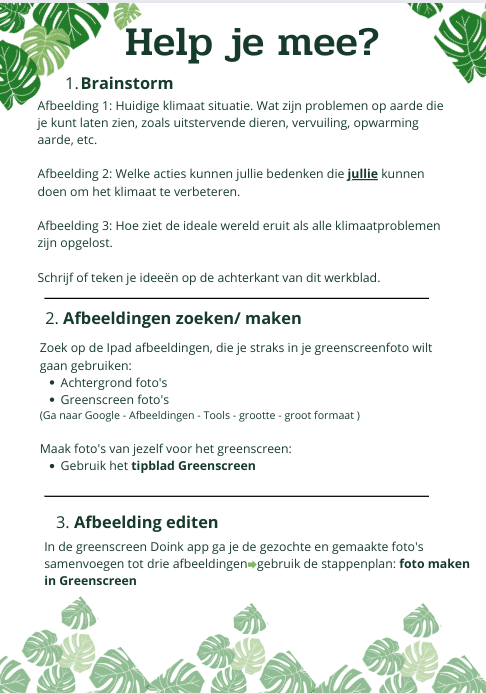 Help je mee?
1. Brainstorm
Afbeelding 1: Huidige klimaat situatie. Wat zijn problemen op aarde die
je kunt laten zien, zoals uitstervende dieren, vervuiling, opwarming
aarde, etc.
Afbeelding 2: Welke acties kunnen jullie bedenken die jullie kunnen
doen om het klimaat te verbeteren.
Afbeelding 3: Hoe ziet de ideale wereld eruit als alle klimaatproblemen
zijn opgelost.
Schrijf of teken je ideeën op de achterkant van dit werkblad.
2. Afbeeldingen zoeken/ maken
Zoek op de Ipad afbeeldingen, die je straks in je greenscreenfoto wilt
gaan gebruiken:
• Achtergrond foto's
• Greenscreen foto's
(Ga naar Google - Afbeeldingen - Tools - grootte - groot formaat )
Maak foto's van jezelf voor het greenscreen:
• Gebruik het tipblad Greenscreen
3. Afbeelding editen
In de greenscreen Doink app ga je de gezochte en gemaakte foto's
samenvoegen tot drie afbeeldingen➡gebruik de stappenplan: foto maken
in Greenscreen